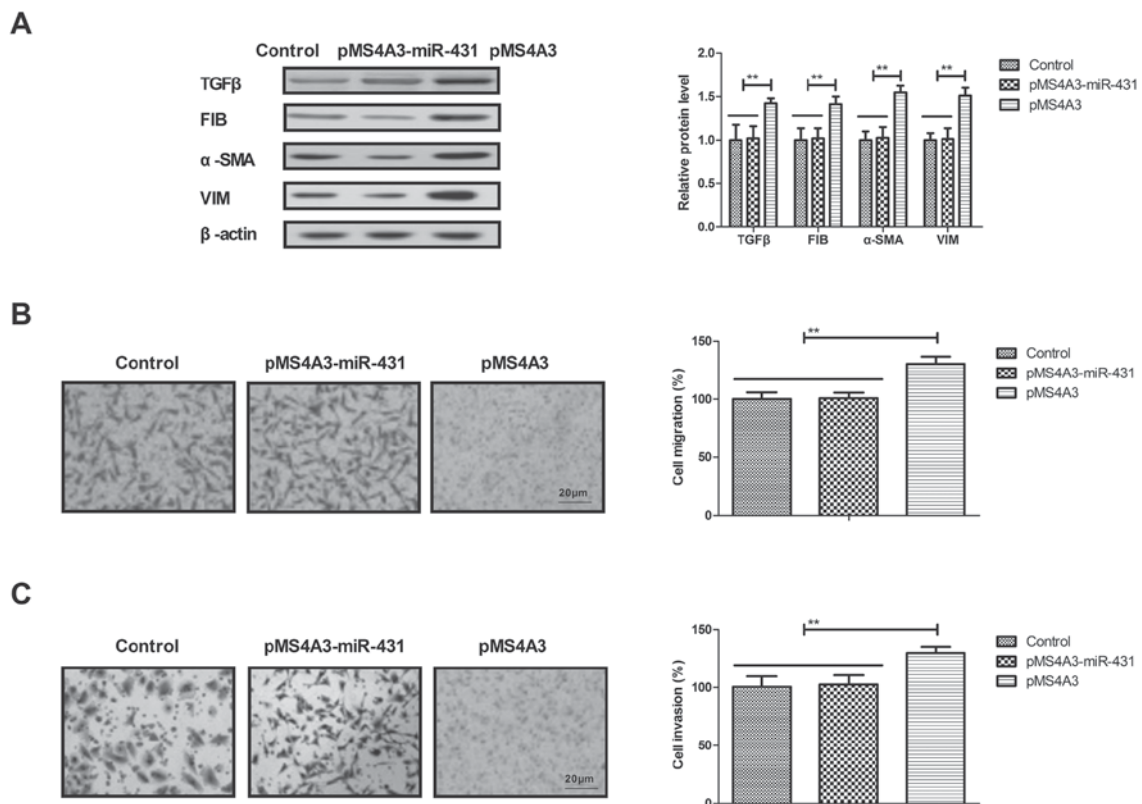 A
Control pMS4A3-miR-431 pMS4A3
TGFβ
FIB
α -SMA
VIM
β -actin
Relative protein level
2.0
1.5
1.0
0.5
0.0
** ** ** **
TGFβ FIB α-SMA VIM
Control
pMS4A3-miR-431
pMS4A3
B
Control pMS4A3-miR-431 pMS4A3
20μm
Cell migration (%)
150
100
50
0
**
Control
pMS4A3-miR-431
pMS4A3
C
Control pMS4A3-miR-431 pMS4A3
20μm
Cell invasion (%)
150
100
50
0
**
Control
pMS4A3-miR-431
pMS4A3